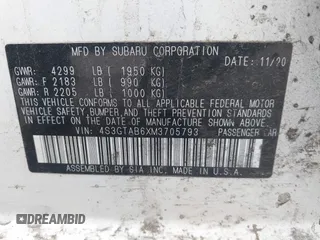 MFD BY SUBARU CORPORATION
GVWR: 4299 LB (1950 KG) DATE: 11/20
GAWR: F 2183 LB (990 KG)
GAWR: R 2205 LB (1000 KG)
THIS VEHICLE CONFORMS TO ALL APPLICABLE FEDERAL MOTOR
VEHICLE SAFETY, BUMPER, AND THEFT PREVENTION STANDARDS
IN EFFECT ON THE DATE OF MANUFACTURE SHOWN ABOVE.
VIN: 4S3GTAB6XM3705793 PASSENGER CAR
ASSEMBLED BY SIA INC. MADE IN U.S.A.
DREAMBID